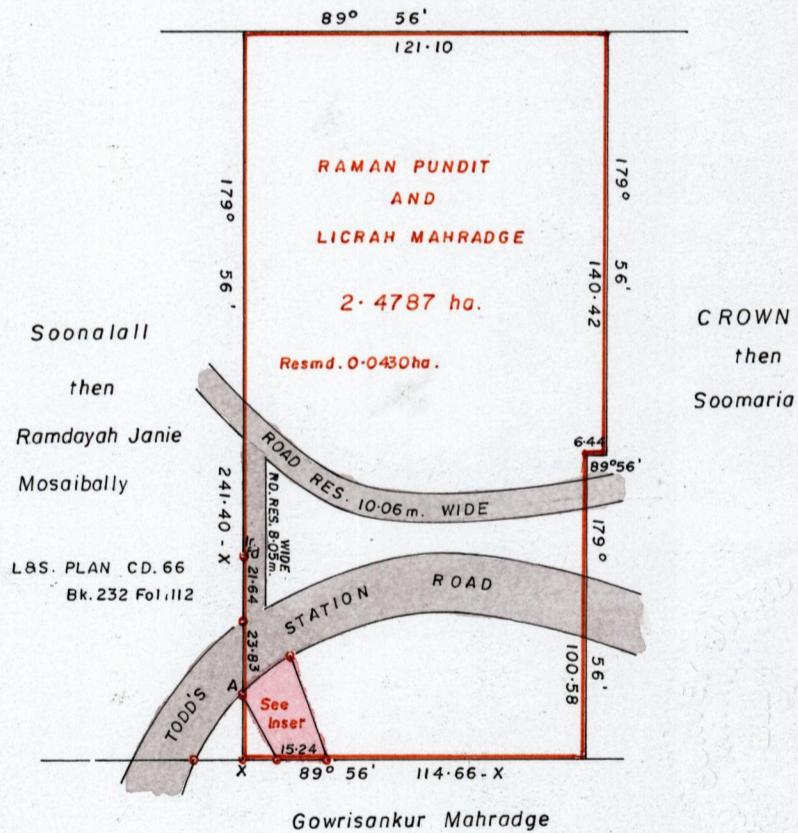 89° 56'
121·10
RAMAN PUNDIT
AND
LICRAH MAHRADGE
2·4787 ha.
Resmd. 0·0430ha.
179° 56'
179° 56'
140·42
Soonalall
then
Ramdayah Janie
Mosaibally
CROWN
then
Soomaria
6·44
89°56'
ROAD RES. 10·06m. WIDE
RD. RES. 8·05m. WIDE
241·40 - X
L&S. PLAN CD. 66
Bk. 232 Fol. 112
I.P
21·64
23·83
TODD'S STATION ROAD
179° 56'
100·58
A
See
Inset
15·24
X
89° 56'
114·66-X
Gowrisankur Mahradge